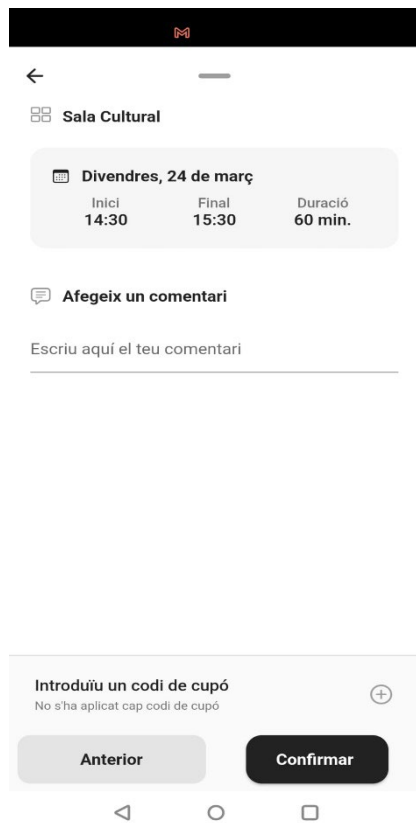 Sala Cultural
Divendres, 24 de març
Inici Final Duració
14:30 15:30 60 min.
Afegeix un comentari
Escriu aquí el teu comentari
Introduïu un codi de cupó
No s'ha aplicat cap codi de cupó
Anterior Confirmar